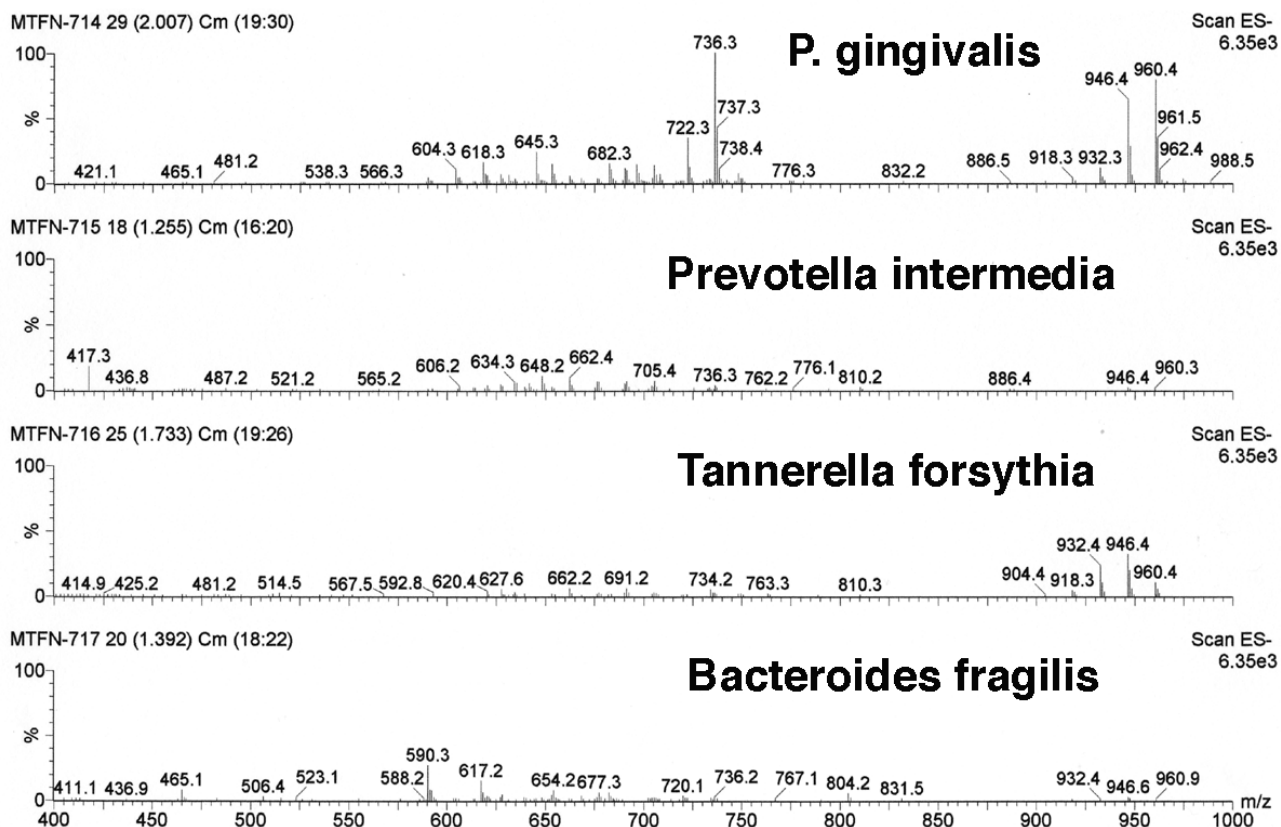 MTFN-714 29 (2.007) Cm (19:30)
Scan ES-
6.35e3
P. gingivalis
100
%
0
421.1 465.1 481.2 538.3 566.3 604.3 618.3 645.3 682.3 722.3 736.3 737.3 738.4 776.3 832.2 886.5 918.3 932.3 946.4 960.4 961.5 962.4 988.5
MTFN-715 18 (1.255) Cm (16:20)
Scan ES-
6.35e3
Prevotella intermedia
100
%
0
417.3 436.8 487.2 521.2 565.2 606.2 634.3 648.2 662.4 705.4 736.3 762.2 776.1 810.2 886.4 946.4 960.3
MTFN-716 25 (1.733) Cm (19:26)
Scan ES-
6.35e3
Tannerella forsythia
100
%
0
414.9 425.2 481.2 514.5 567.5 592.8 620.4 627.6 662.2 691.2 734.2 763.3 810.3 904.4 918.3 932.4 946.4 960.4
MTFN-717 20 (1.392) Cm (18:22)
Scan ES-
6.35e3
Bacteroides fragilis
100
%
0
411.1 436.9 465.1 506.4 523.1 588.2 590.3 617.2 654.2 677.3 720.1 736.2 767.1 804.2 831.5 932.4 946.6 960.9
m/z
400 450 500 550 600 650 700 750 800 850 900 950 1000